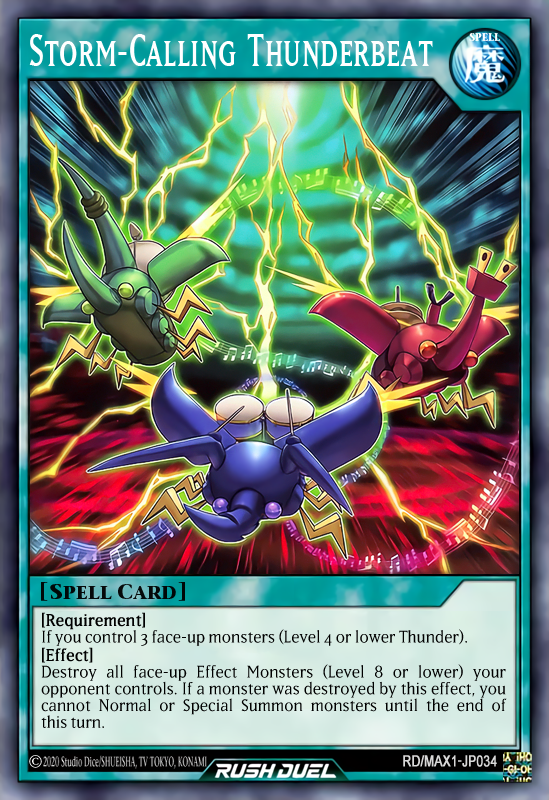 STORM-CALLING THUNDERBEAT
SPELL
魔
[SPELL CARD]
[Requirement]
If you control 3 face-up monsters (Level 4 or lower Thunder).
[Effect]
Destroy all face-up Effect Monsters (Level 8 or lower) your
opponent controls. If a monster was destroyed by this effect, you
cannot Normal or Special Summon monsters until the end of
this turn.
©2020 Studio Dice/SHUEISHA, TV TOKYO, KONAMI
RUSH DUEL
RD/MAX1-JP034